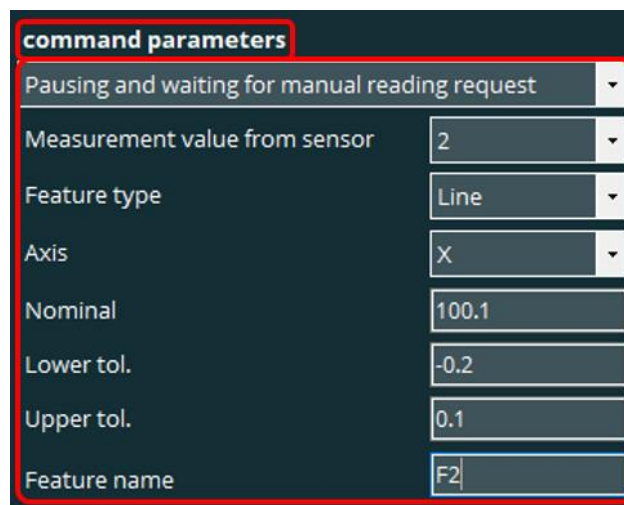 command parameters
Pausing and waiting for manual reading request
Measurement value from sensor 2
Feature type Line
Axis X
Nominal 100.1
Lower tol. -0.2
Upper tol. 0.1
Feature name F2